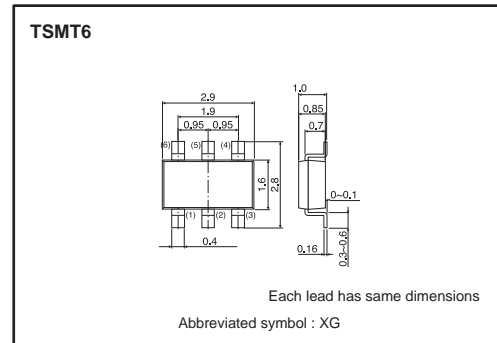 TSMT6
1.0
2.9
0.85
1.9
0.7
0.95 0.95
(6) (5) (4)
1.6
2.8
0~0.1
(1) (2) (3)
0.4
0.16
0.3~0.6
Each lead has same dimensions
Abbreviated symbol : XG